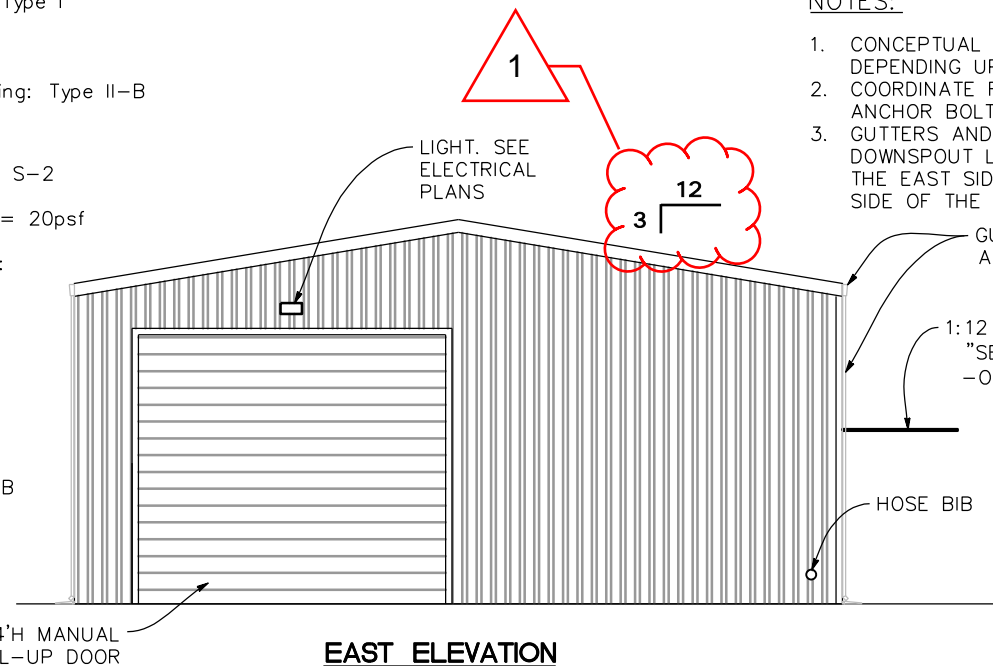 Type I
ing: Type II-B
S-2
= 20psf
:
B
4'H MANUAL
L-UP DOOR
1
LIGHT. SEE
ELECTRICAL
PLANS
12
3
EAST ELEVATION
NOTES:
1. CONCEPTUAL
DEPENDING UP
2. COORDINATE
ANCHOR BOLT
3. GUTTERS AND
DOWNSPOUT L
THE EAST SID
SIDE OF THE
GU
A
1:12
"SE
-O
HOSE BIB